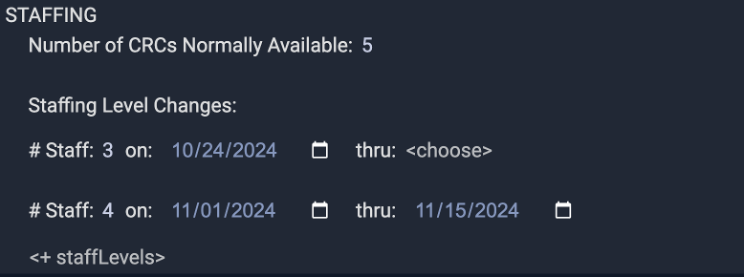 STAFFING
Number of CRCs Normally Available: 5
Staffing Level Changes:
# Staff: 3 on: 10/24/2024 thru: <choose>
# Staff: 4 on: 11/01/2024 thru: 11/15/2024
<+ staffLevels>